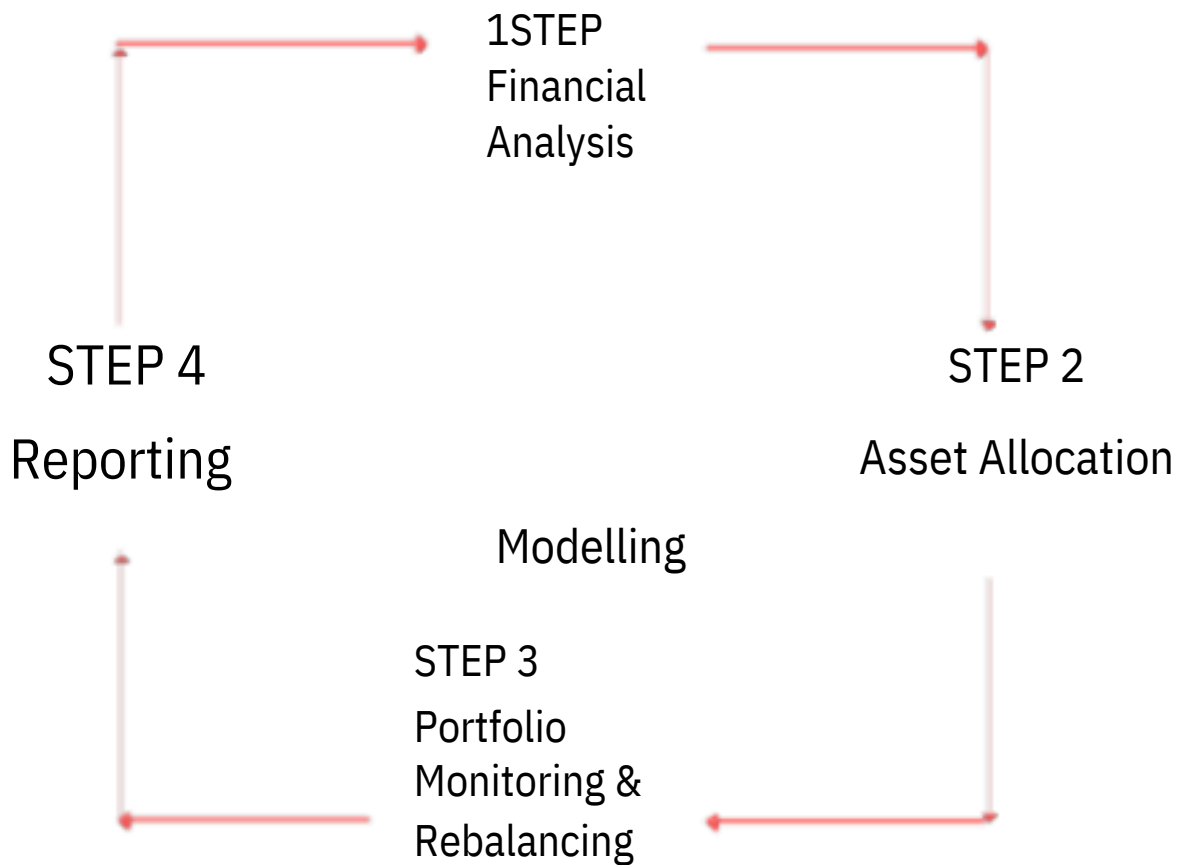 1STEP
Financial
Analysis
STEP 4
Reporting
STEP 2
Asset Allocation
Modelling
STEP 3
Portfolio
Monitoring &
Rebalancing